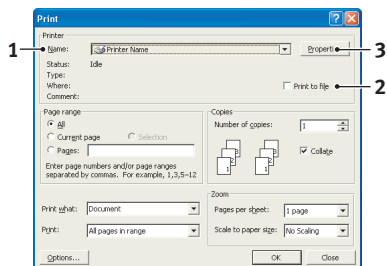 Print
Printer
1 Name: Printer Name Properti 3
Status: Idle
Type:
Where: Print to file 2
Comment:
Page range
All
Current page Selection
Pages:
Enter page numbers and/or page ranges
separated by commas. For example, 1,3,5-12
Copies
Number of copies: 1
Collate
Print what: Document
Print: All pages in range
Zoom
Pages per sheet: 1 page
Scale to paper size: No Scaling
Options... OK Close